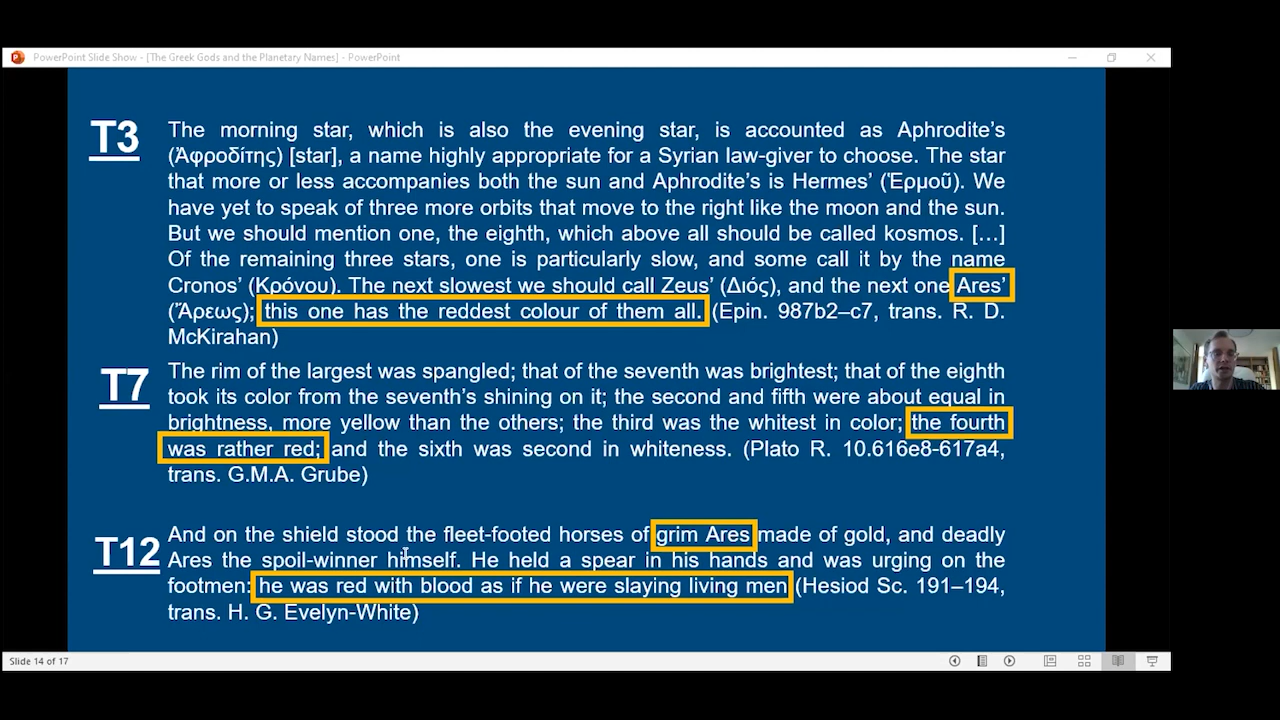 PowerPoint Slide Show - [The Greek Gods and the Planetary Names] - PowerPoint
T3
The morning star, which is also the evening star, is accounted as Aphrodite’s
(Ἀφροδίτης) [star], a name highly appropriate for a Syrian law-giver to choose. The star
that more or less accompanies both the sun and Aphrodite’s is Hermes’ (Ἑρμοῦ). We
have yet to speak of three more orbits that move to the right like the moon and the sun.
But we should mention one, the eighth, which above all should be called kosmos. […]
Of the remaining three stars, one is particularly slow, and some call it by the name
Cronos’ (Κρόνου). The next slowest we should call Zeus’ (Διός), and the next one Ares’
(Ἄρεως); this one has the reddest colour of them all. (Epin. 987b2–c7, trans. R. D.
McKirahan)
T7
The rim of the largest was spangled; that of the seventh was brightest; that of the eighth
took its color from the seventh’s shining on it; the second and fifth were about equal in
brightness, more yellow than the others; the third was the whitest in color; the fourth
was rather red; and the sixth was second in whiteness. (Plato R. 10.616e8-617a4,
trans. G.M.A. Grube)
T12
And on the shield stood the fleet-footed horses of grim Ares made of gold, and deadly
Ares the spoil-winner himself. He held a spear in his hands and was urging on the
footmen: he was red with blood as if he were slaying living men (Hesiod Sc. 191–194,
trans. H. G. Evelyn-White)
Slide 14 of 17